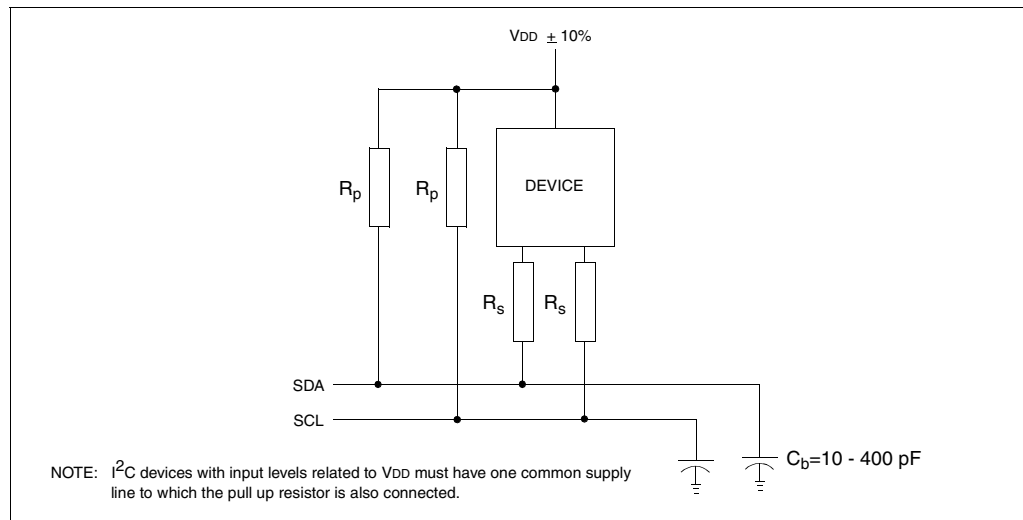 VDD ± 10%
DEVICE
Rp
Rp
Rs
Rs
SDA
SCL
Cb=10 - 400 pF
NOTE: I2C devices with input levels related to VDD must have one common supply
line to which the pull up resistor is also connected.